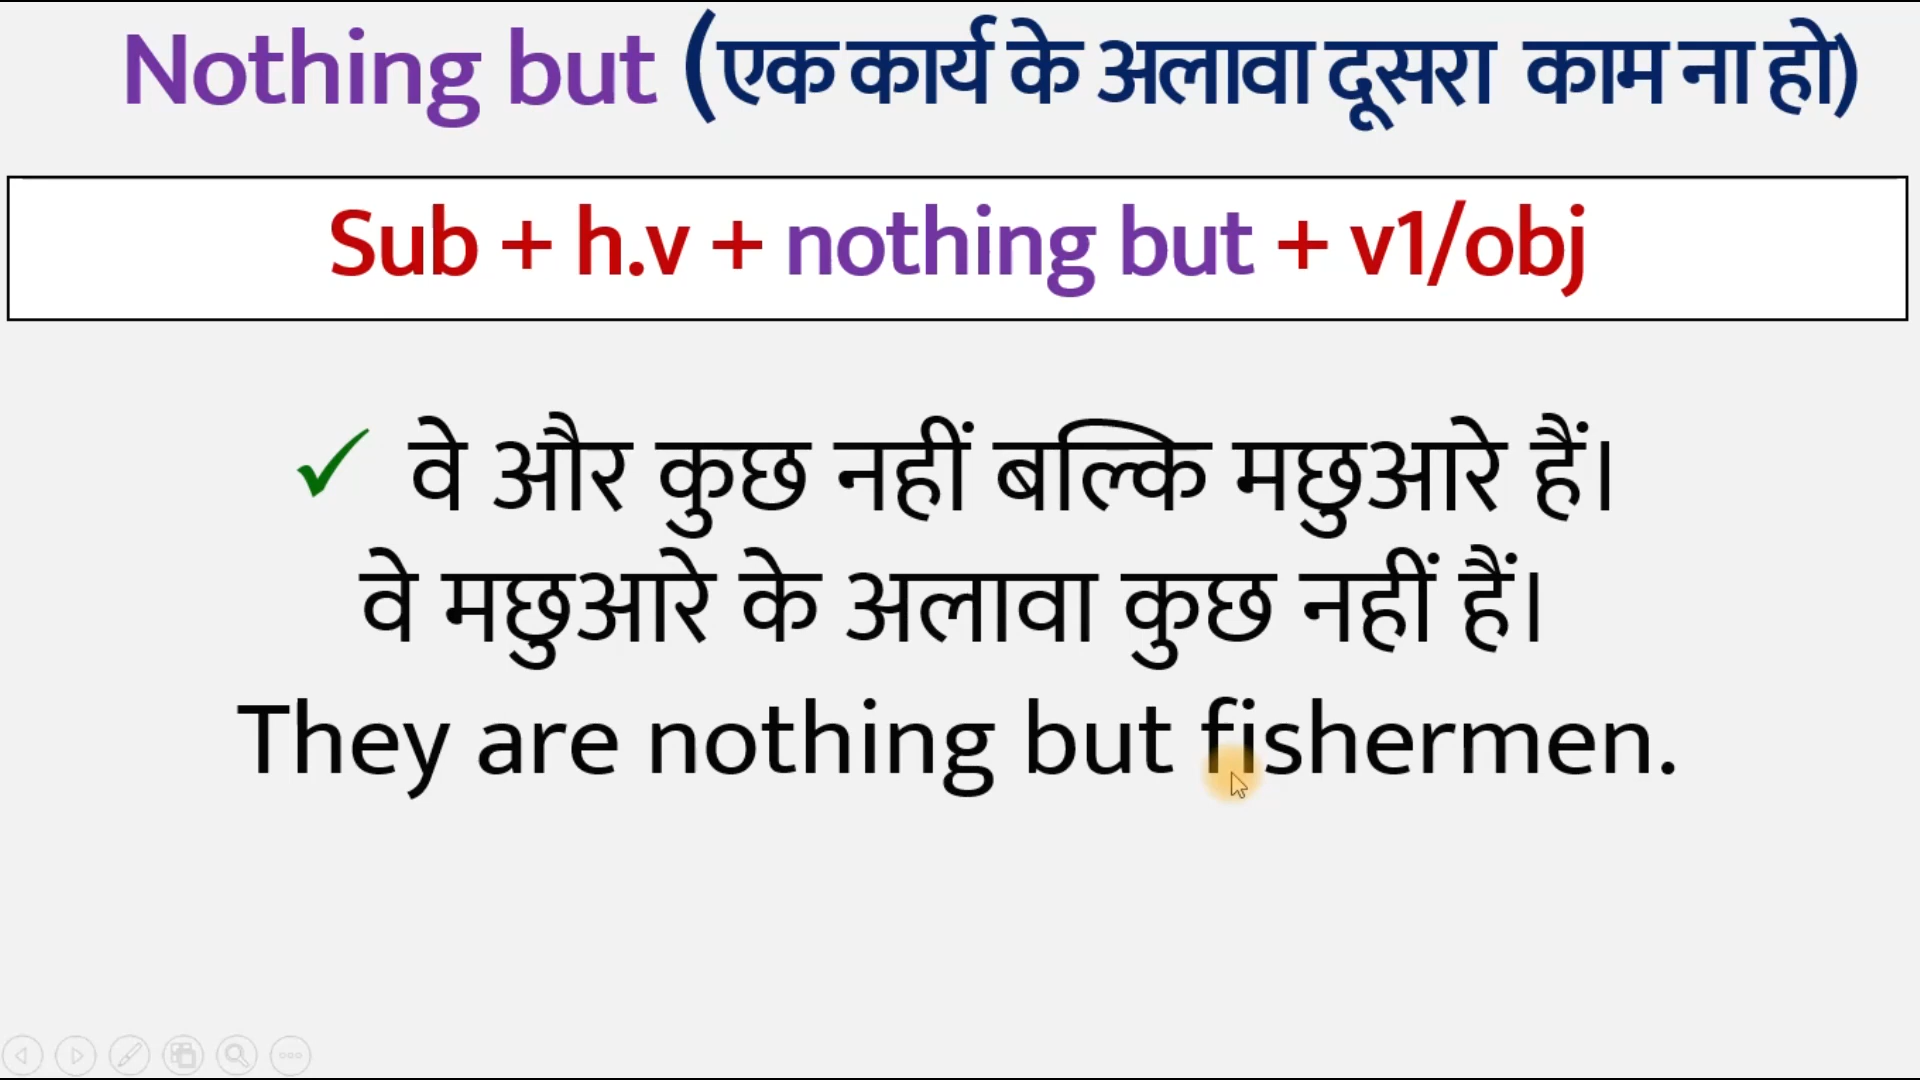 Nothing but (एक कार्य के अलावा दूसरा काम ना हो)
Sub + h.v + nothing but + v1/obj
✓ वे और कुछ नहीं बल्कि मछुआरे हैं।
वे मछुआरे के अलावा कुछ नहीं हैं।
They are nothing but fishermen.